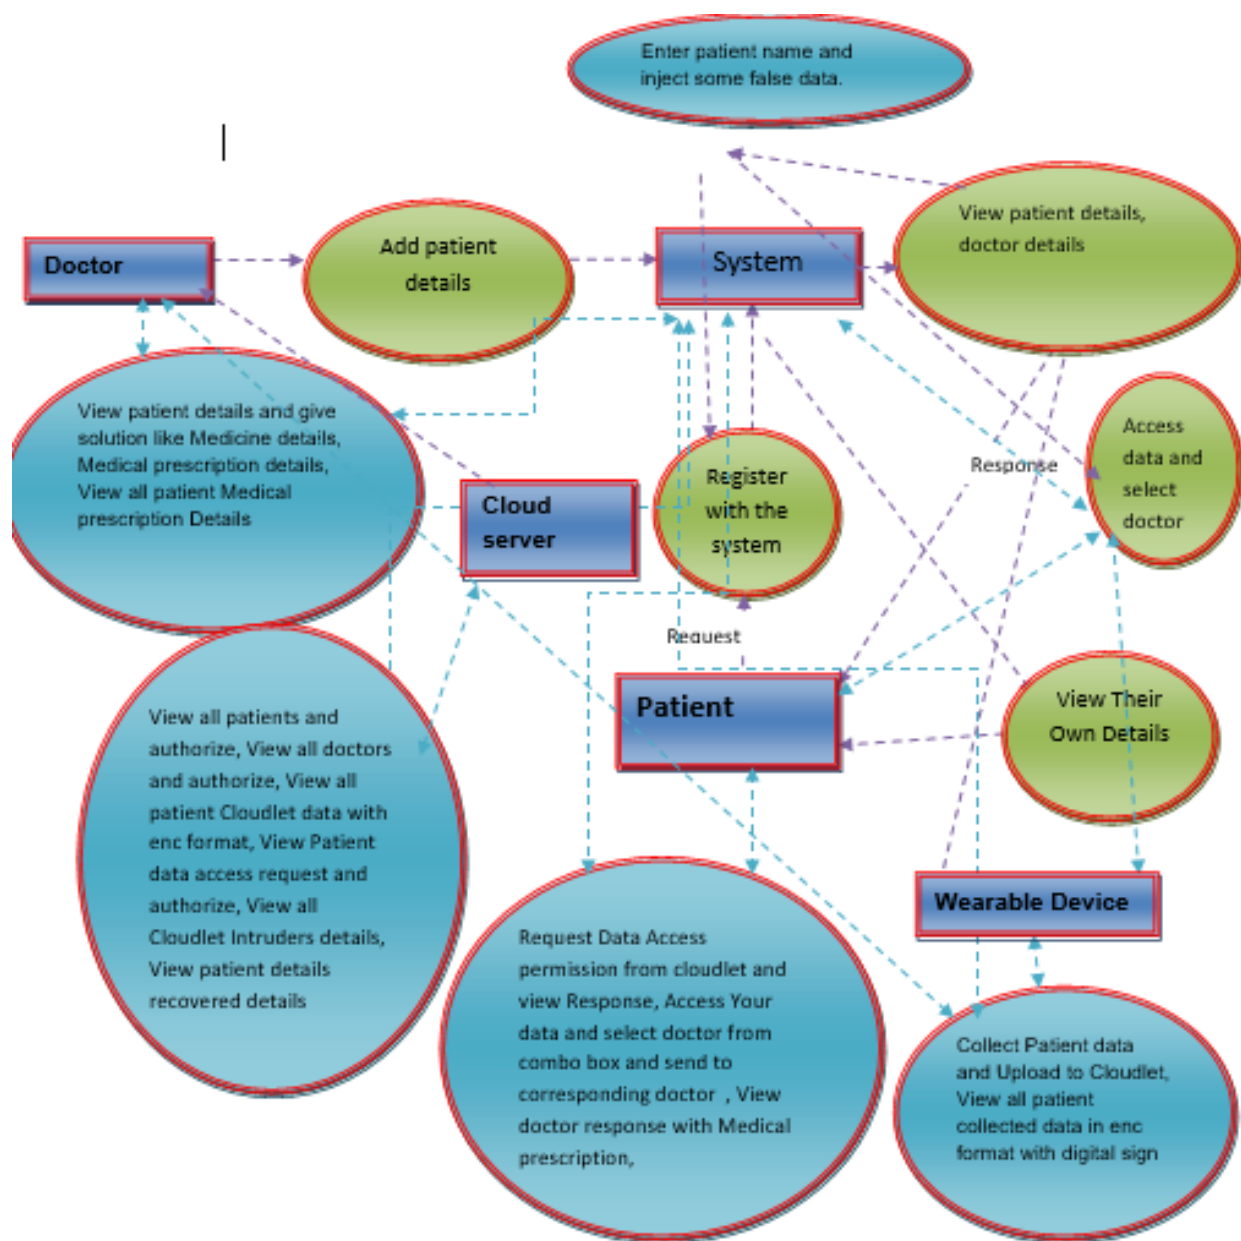 Enter patient name and
inject some false data.
View patient details,
doctor details
Add patient
details
Doctor
System
View patient details and give
solution like Medicine details,
Medical prescription details,
View all patient Medical
prescription Details
Cloud
server
Register
with the
system
Response
Access
data and
select
doctor
Request
Patient
View Their
Own Details
View all patients and
authorize, View all doctors
and authorize, View all
patient Cloudlet data with
enc format, View Patient
data access request and
authorize, View all
Cloudlet Intruders details,
View patient details
recovered details
Wearable Device
Request Data Access
permission from cloudlet and
view Response, Access Your
data and select doctor from
combo box and send to
corresponding doctor , View
doctor response with Medical
prescription,
Collect Patient data
and Upload to Cloudlet,
View all patient
collected data in enc
format with digital sign